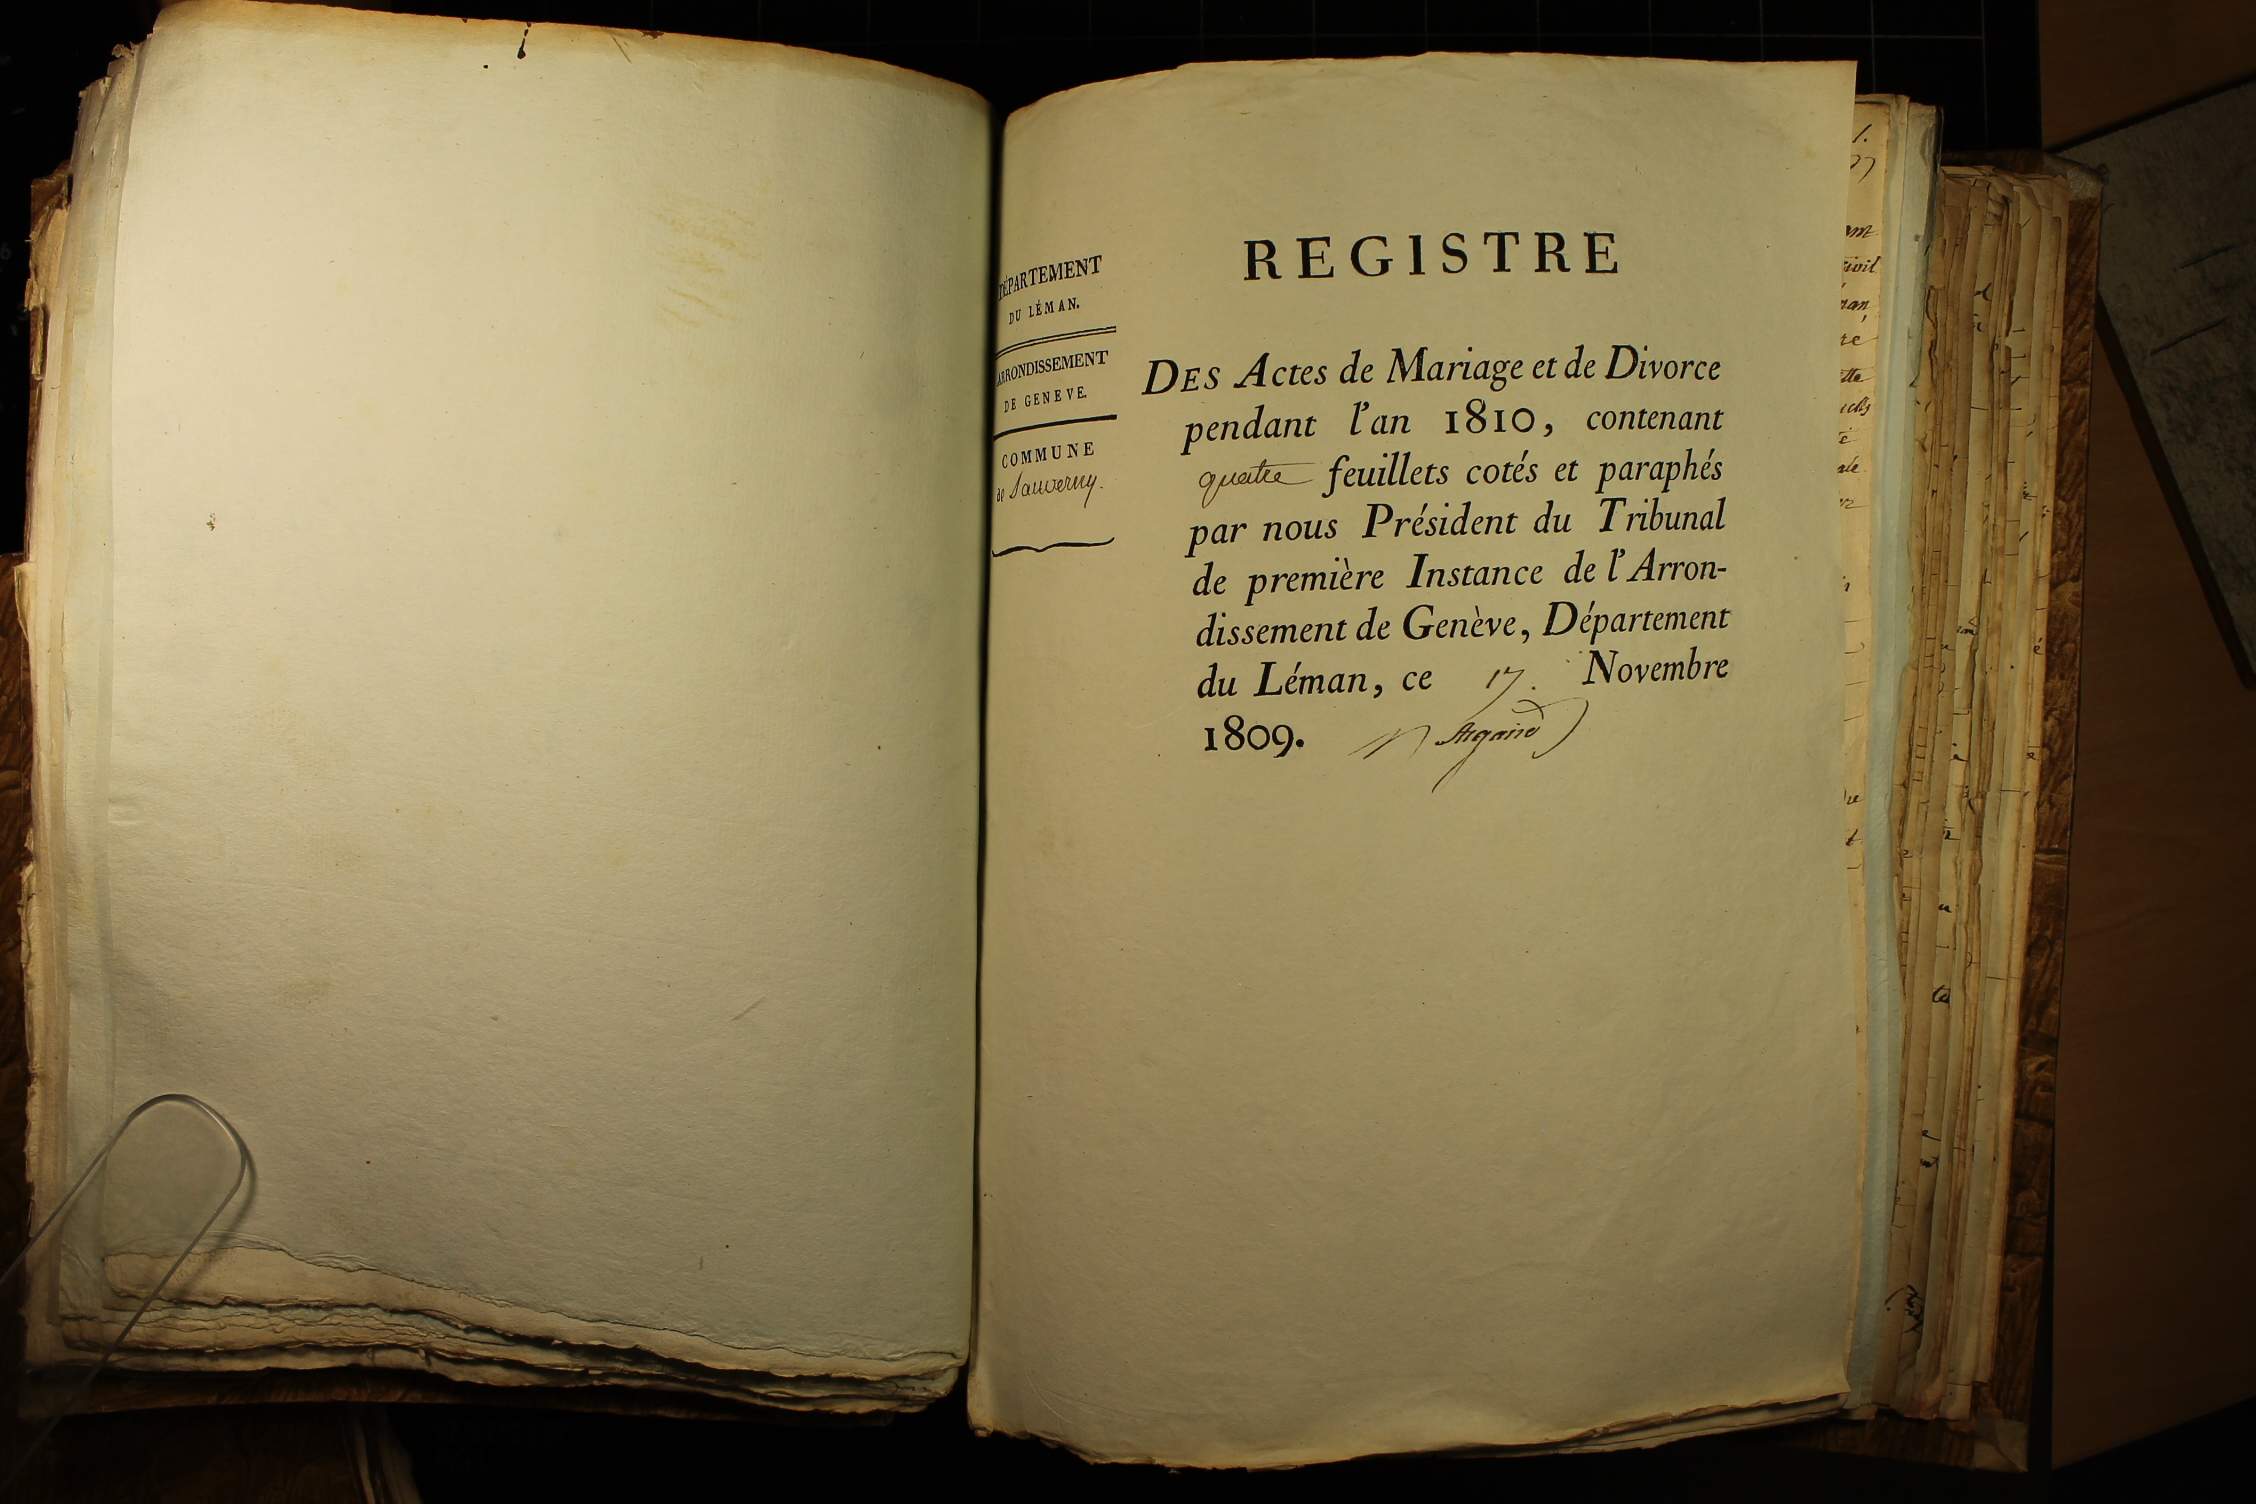 DÉPARTEMENT
DU LÉMAN.
ARRONDISSEMENT
DE GENEVE.
COMMUNE
de Sauverny.
REGISTRE
DES Actes de Mariage et de Divorce
pendant l'an 1810, contenant
quatre feuillets cotés et paraphés
par nous Président du Tribunal
de première Instance de l'Arron-
dissement de Genève, Département
du Léman, ce 17. Novembre
1809.
Argand
1.